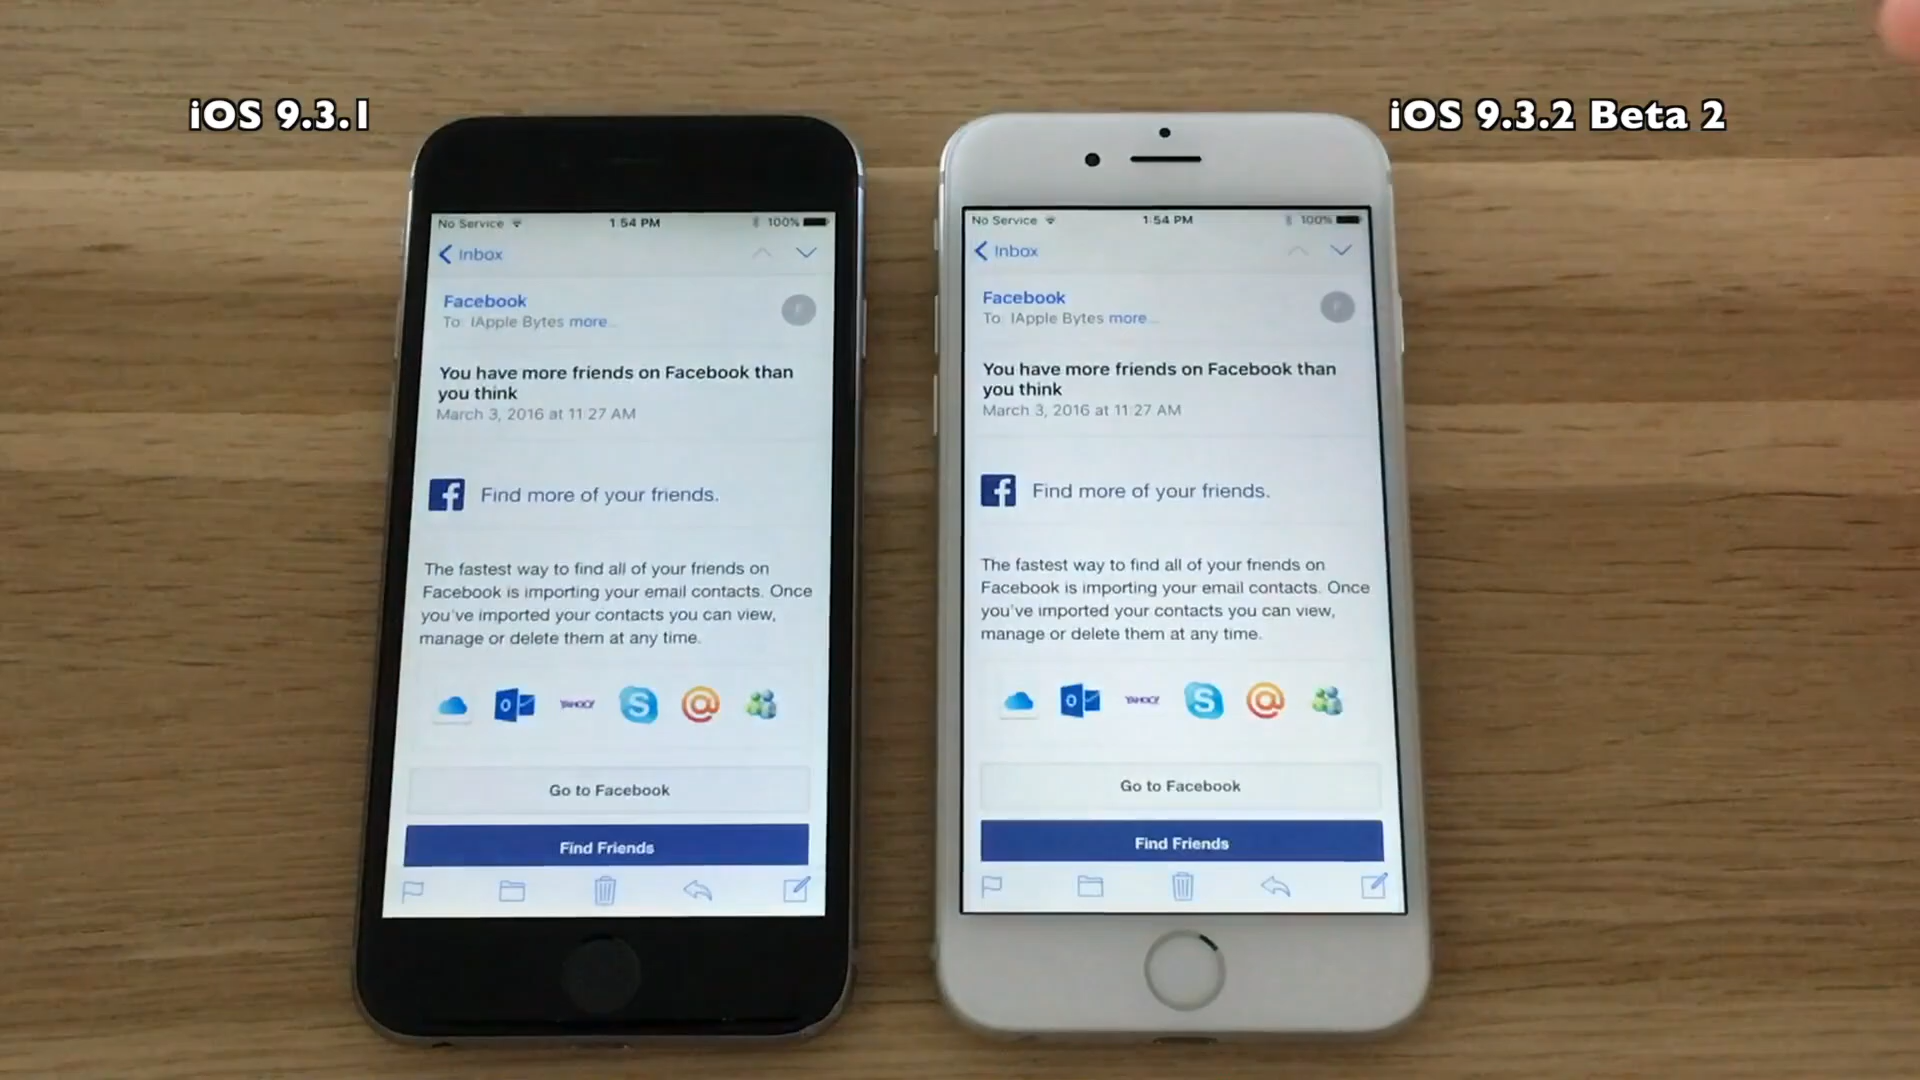 iOS 9.3.1
iOS 9.3.2 Beta 2
No Service 1:54 PM 100%
Inbox
Facebook
To: IApple Bytes more...
You have more friends on Facebook than
you think
March 3, 2016 at 11:27 AM
f Find more of your friends.
The fastest way to find all of your friends on
Facebook is importing your email contacts. Once
you've imported your contacts you can view,
manage or delete them at any time.
YAHOO!
Go to Facebook
Find Friends
No Service 1:54 PM 100%
Inbox
Facebook
To: IApple Bytes more...
You have more friends on Facebook than
you think
March 3, 2016 at 11:27 AM
f Find more of your friends.
The fastest way to find all of your friends on
Facebook is importing your email contacts. Once
you've imported your contacts you can view,
manage or delete them at any time.
YAHOO!
Go to Facebook
Find Friends